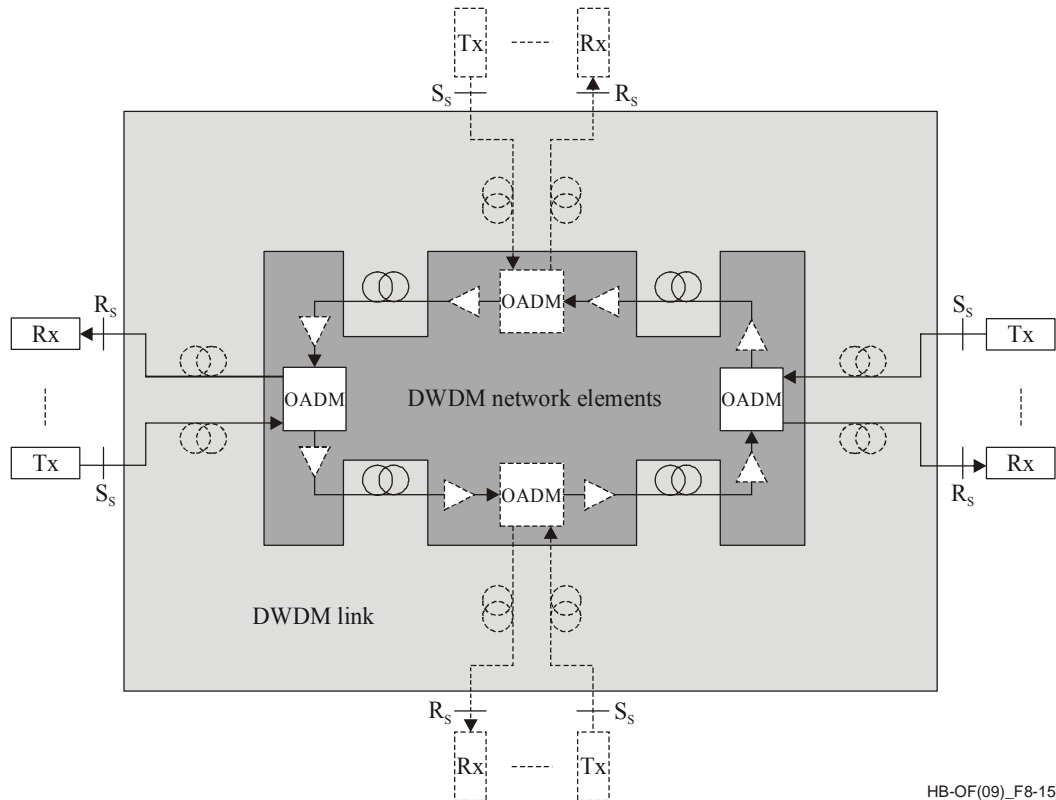 Tx Rx
S_S R_S
OADM
R_S S_S
Rx Tx
OADM DWDM network elements OADM
Tx Rx
S_S R_S
OADM
DWDM link
R_S S_S
Rx Tx
HB-OF(09)_F8-15